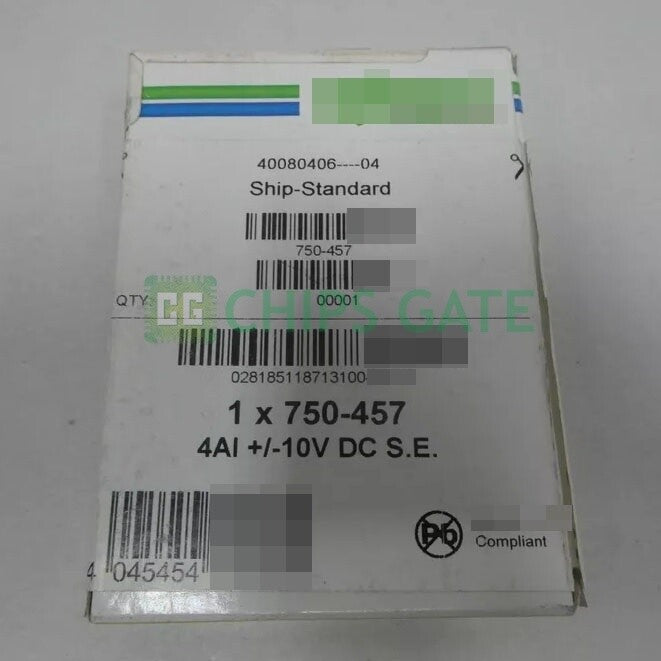 40080406----04
Ship-Standard
750-457
QTY 00001
CG CHIPS GATE
028185118713100
1 x 750-457
4AI +/-10V DC S.E.
Pb
Compliant
4 045454